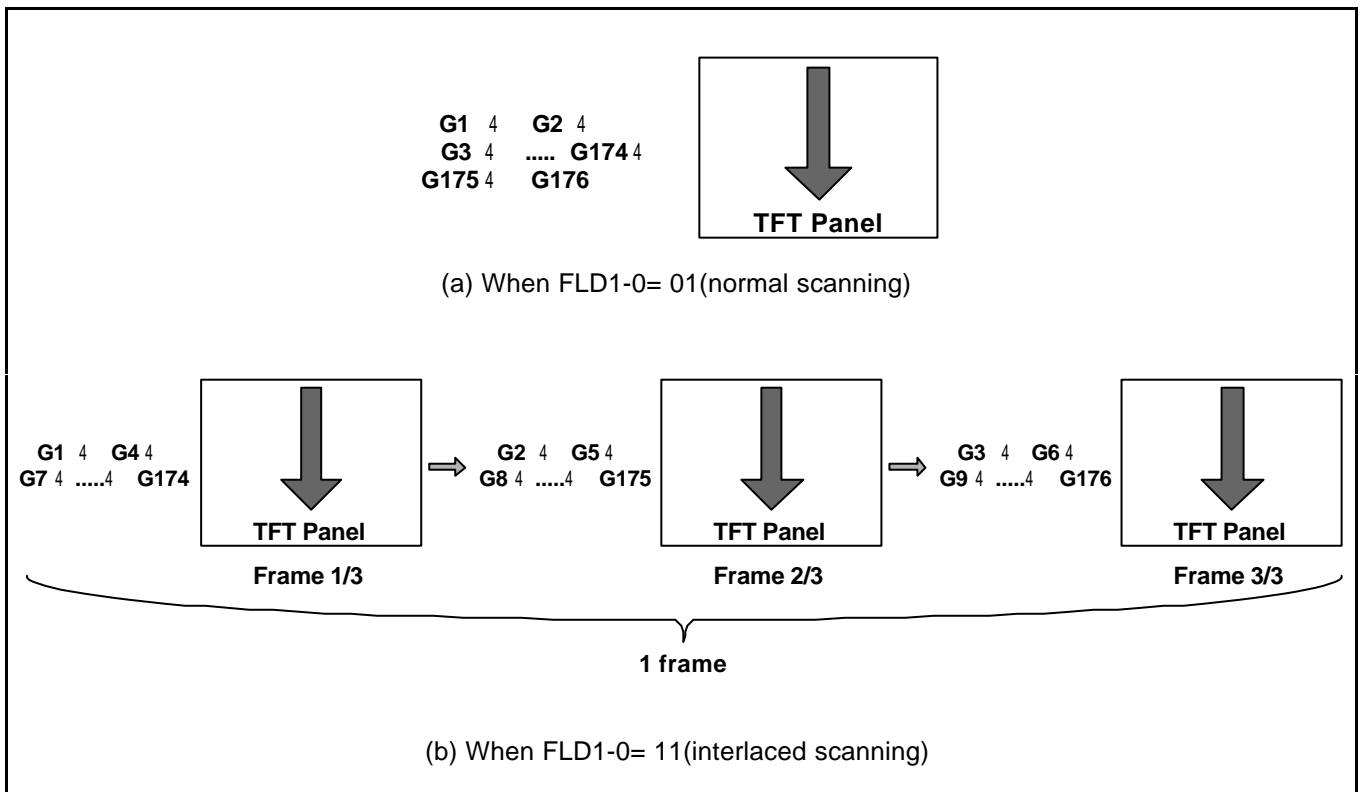 G1 4 G2 4
G3 4 ..... G174 4
G175 4 G176
TFT Panel
(a) When FLD1-0= 01(normal scanning)
G1 4 G4 4
G7 4 .....4 G174
TFT Panel
Frame 1/3
G2 4 G5 4
G8 4 .....4 G175
TFT Panel
Frame 2/3
G3 4 G6 4
G9 4 .....4 G176
TFT Panel
Frame 3/3
1 frame
(b) When FLD1-0= 11(interlaced scanning)